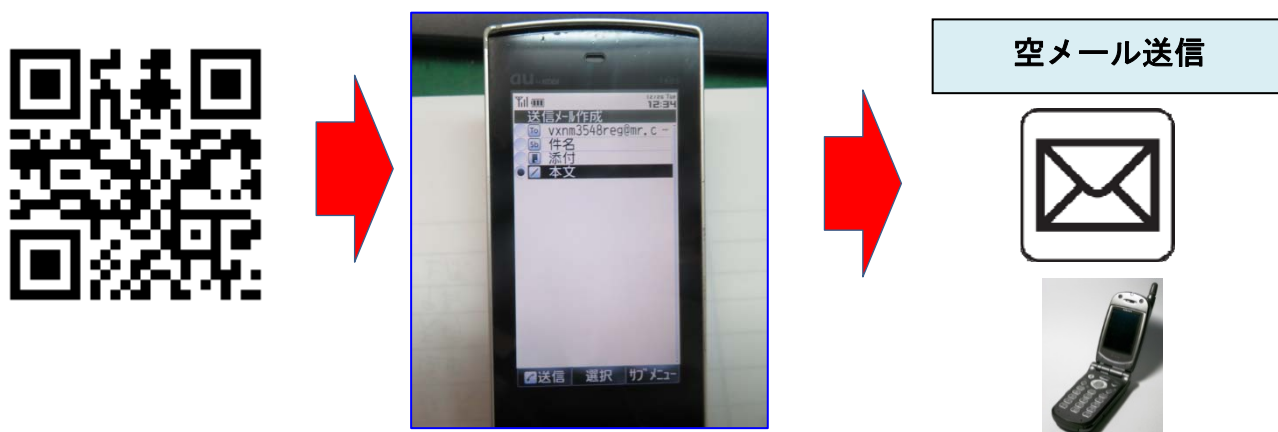 空メール送信
au
12:34
送信ﾒｰﾙ作成
vxnm3548reg@mr.c
件名
添付
本文
送信 選択 ｻﾌﾞﾒﾆｭｰ